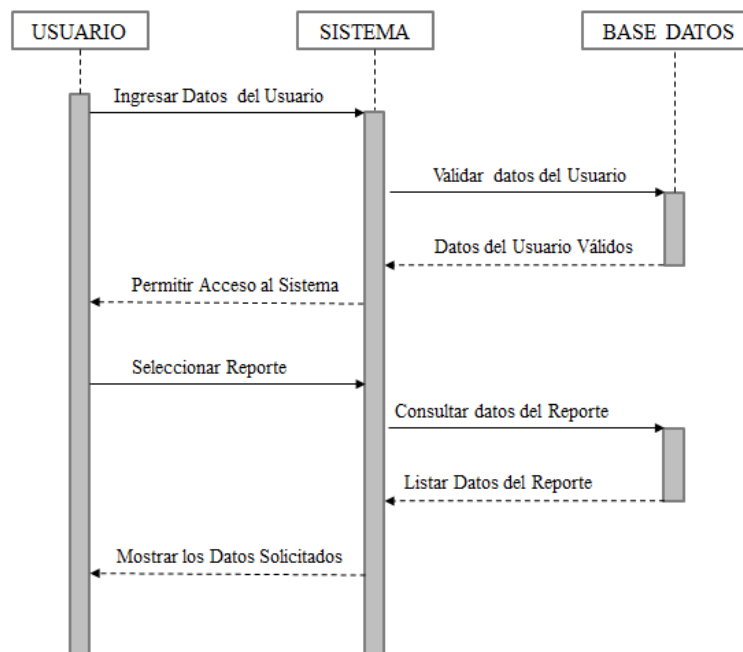 USUARIO
SISTEMA
BASE DATOS
Ingresar Datos del Usuario
Validar datos del Usuario
Datos del Usuario Válidos
Permitir Acceso al Sistema
Seleccionar Reporte
Consultar datos del Reporte
Listar Datos del Reporte
Mostrar los Datos Solicitados